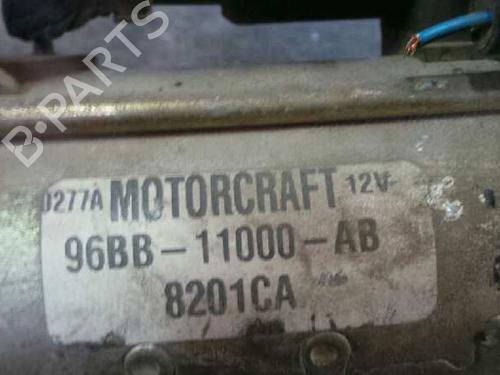 B-PARTS
0277A MOTORCRAFT 12V-
96BB-11000-AB
8201CA